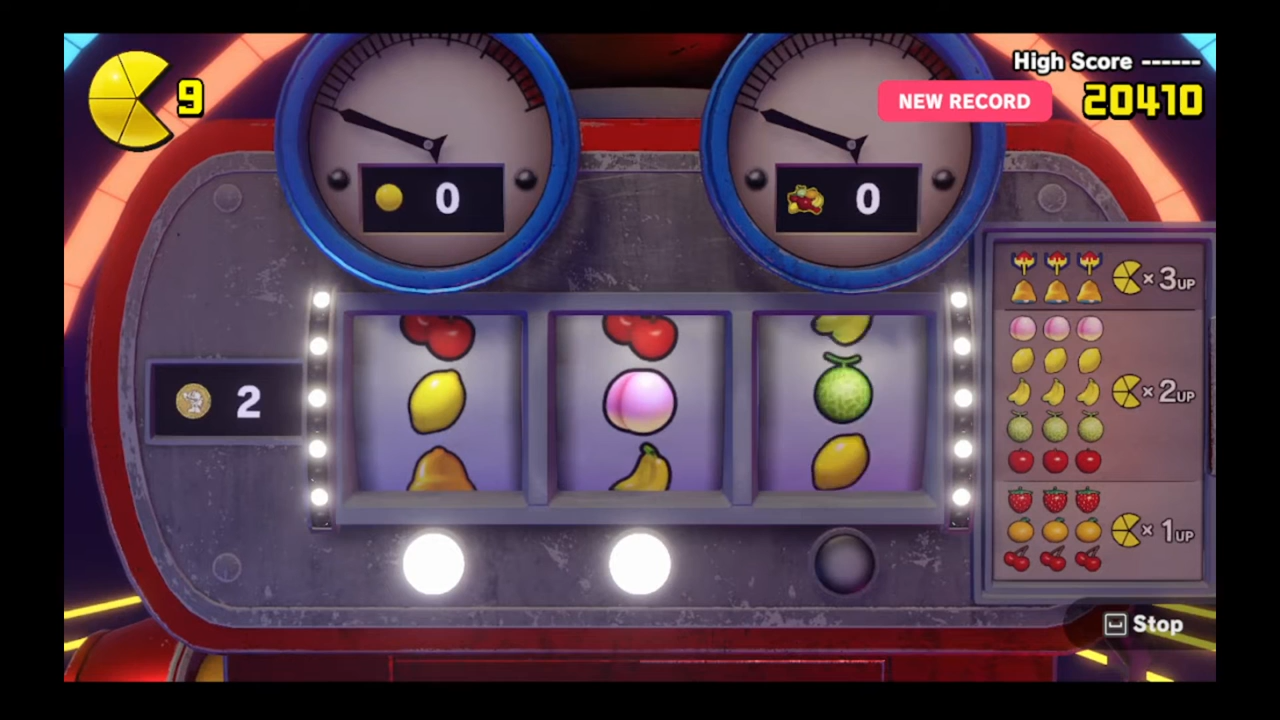 9
High Score ------
NEW RECORD
20410
0
0
2
× 3UP
× 2UP
× 1UP
Stop